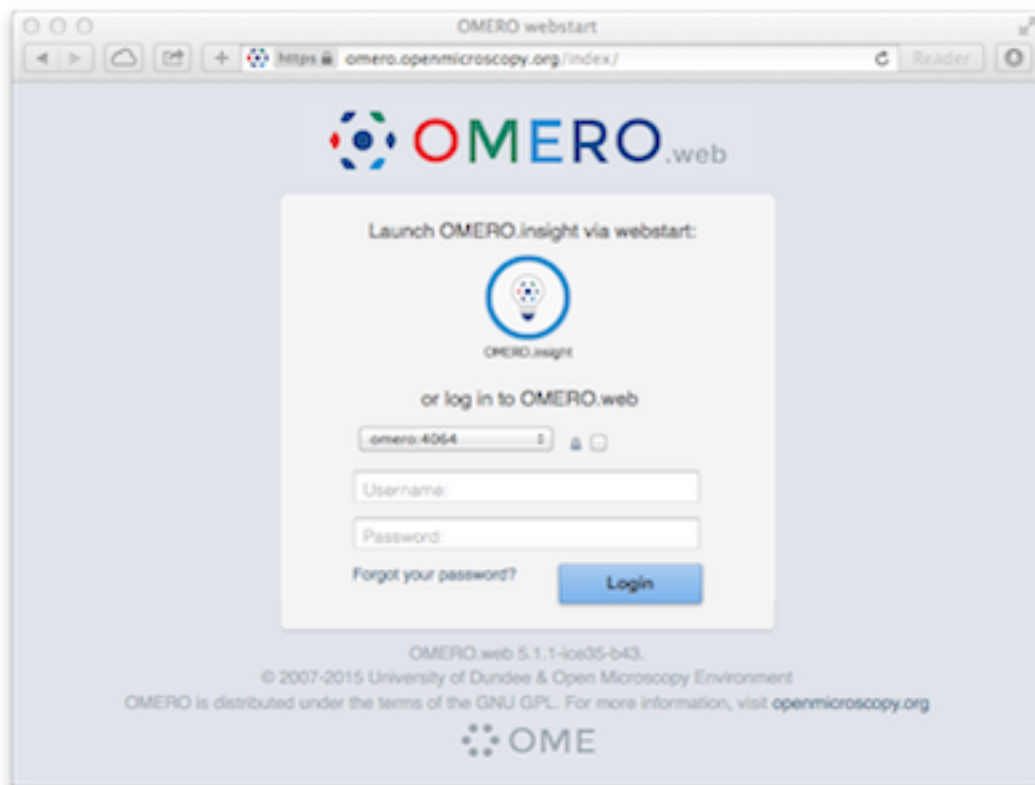 OMERO webstart
https omero.openmicroscopy.org/index/ Reader
OMERO.web
Launch OMERO.insight via webstart:
OMERO.insight
or log in to OMERO.web
omero:4064
Username:
Password:
Forgot your password? Login
OMERO.web 5.1.1-ice35-b43.
© 2007-2015 University of Dundee & Open Microscopy Environment
OMERO is distributed under the terms of the GNU GPL. For more information, visit openmicroscopy.org
OME